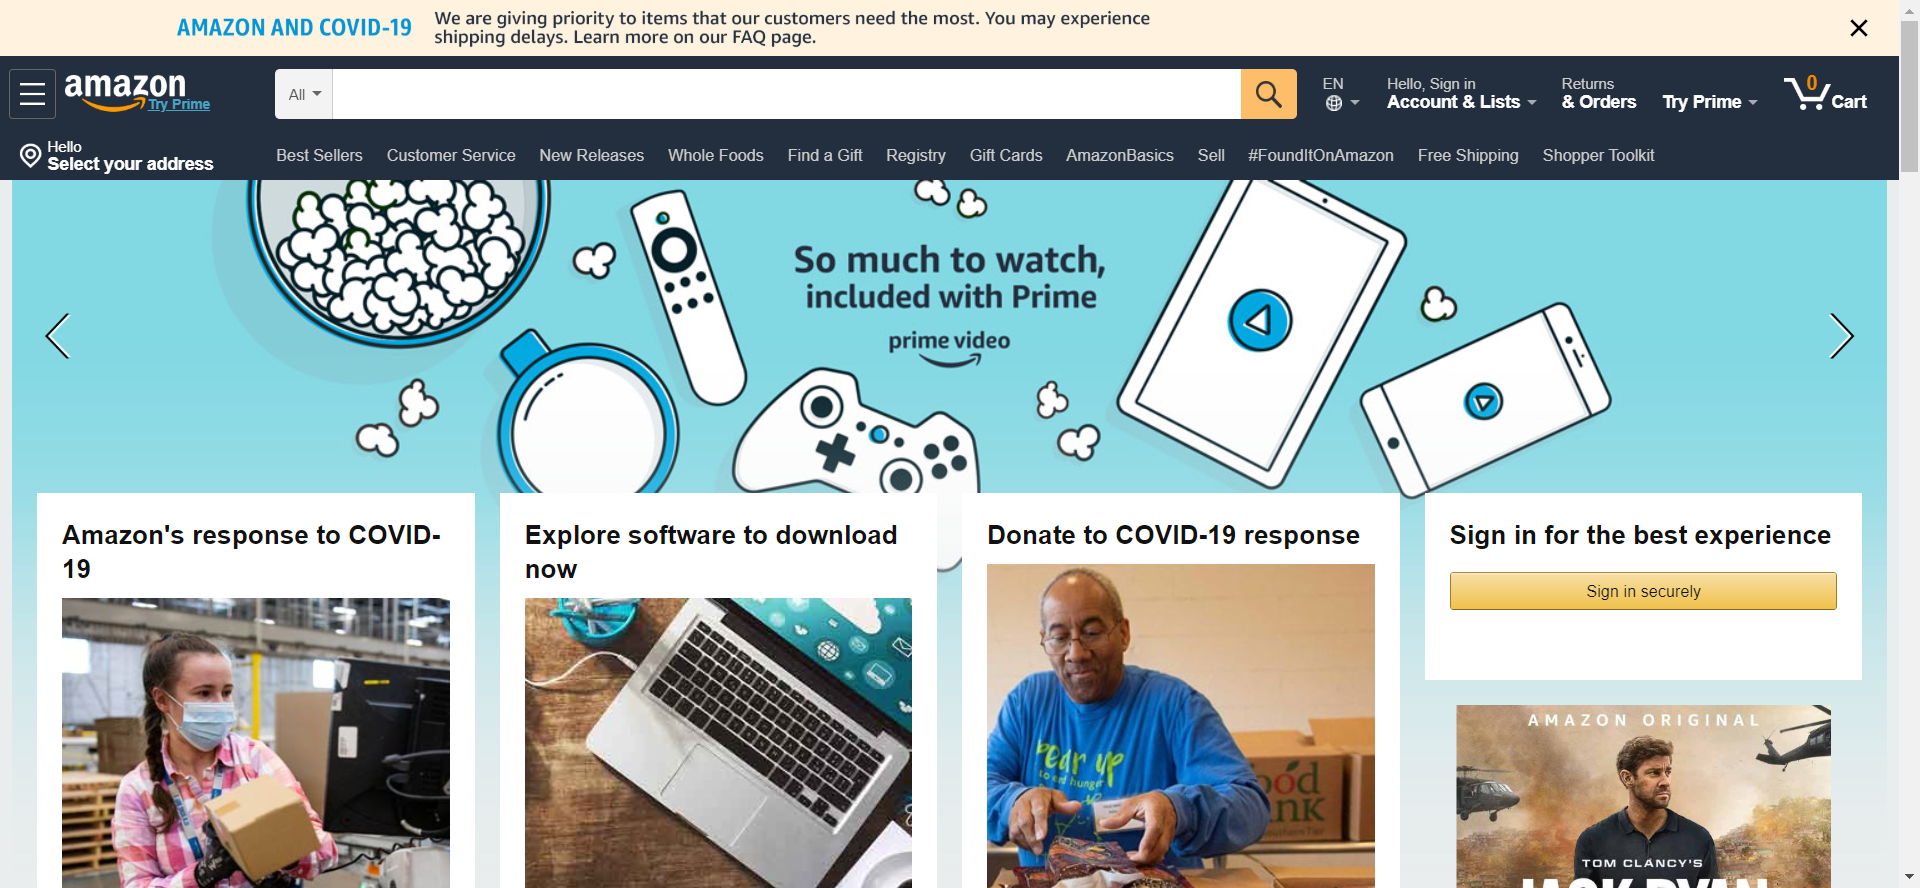 AMAZON AND COVID-19
We are giving priority to items that our customers need the most. You may experience
shipping delays. Learn more on our FAQ page.
amazon
Try Prime
All
EN
Hello, Sign in
Account & Lists
Returns
& Orders
Try Prime
0
Cart
Hello
Select your address
Best Sellers
Customer Service
New Releases
Whole Foods
Find a Gift
Registry
Gift Cards
AmazonBasics
Sell
#FoundItOnAmazon
Free Shipping
Shopper Toolkit
So much to watch,
included with Prime
prime video
Amazon's response to COVID-
19
Explore software to download
now
Donate to COVID-19 response
Sign in for the best experience
Sign in securely
AMAZON ORIGINAL
TOM CLANCY'S
JACK RYAN